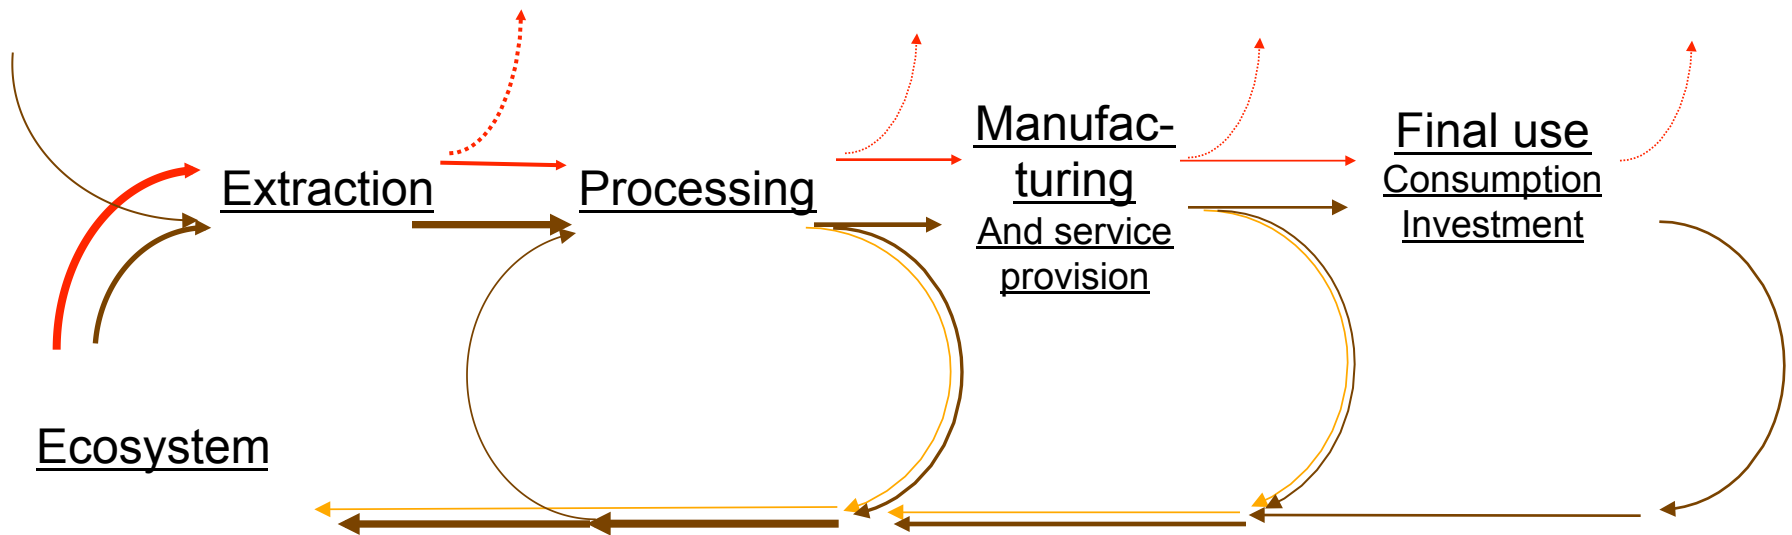 Extraction
Processing
Manufac-
turing
And service
provision
Final use
Consumption
Investment
Ecosystem